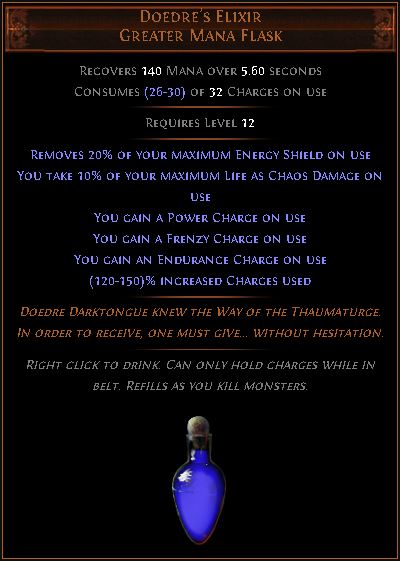 Doedre's Elixir
Greater Mana Flask
Recovers 140 Mana over 5.60 seconds
Consumes (26-30) of 32 Charges on use
Requires Level 12
Removes 20% of your maximum Energy Shield on use
You take 10% of your maximum Life as Chaos Damage on
use
You gain a Power Charge on use
You gain a Frenzy Charge on use
You gain an Endurance Charge on use
(120-150)% increased Charges used
Doedre Darktongue knew the Way of the Thaumaturge.
In order to receive, one must give... without hesitation.
Right click to drink. Can only hold charges while in
belt. Refills as you kill monsters.